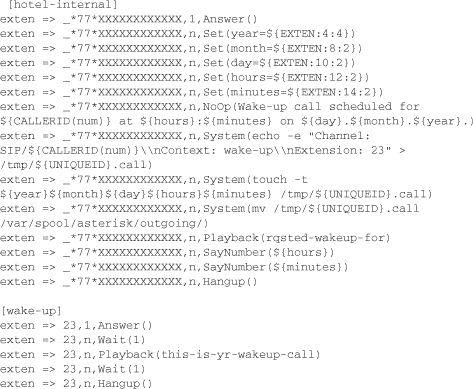 [hotel-internal]
exten => _*77*XXXXXXXXXXXX,1,Answer()
exten => _*77*XXXXXXXXXXXX,n,Set(year=${EXTEN:4:4})
exten => _*77*XXXXXXXXXXXX,n,Set(month=${EXTEN:8:2})
exten => _*77*XXXXXXXXXXXX,n,Set(day=${EXTEN:10:2})
exten => _*77*XXXXXXXXXXXX,n,Set(hours=${EXTEN:12:2})
exten => _*77*XXXXXXXXXXXX,n,Set(minutes=${EXTEN:14:2})
exten => _*77*XXXXXXXXXXXX,n,NoOp(Wake-up call scheduled for
${CALLERID(num)} at ${hours}:${minutes} on ${day}.${month}.${year}.)
exten => _*77*XXXXXXXXXXXX,n,System(echo -e "Channel:
SIP/${CALLERID(num)}\\nContext: wake-up\\nExtension: 23" >
/tmp/${UNIQUEID}.call)
exten => _*77*XXXXXXXXXXXX,n,System(touch -t
${year}${month}${day}${hours}${minutes} /tmp/${UNIQUEID}.call)
exten => _*77*XXXXXXXXXXXX,n,System(mv /tmp/${UNIQUEID}.call
/var/spool/asterisk/outgoing/)
exten => _*77*XXXXXXXXXXXX,n,Playback(rqsted-wakeup-for)
exten => _*77*XXXXXXXXXXXX,n,SayNumber(${hours})
exten => _*77*XXXXXXXXXXXX,n,SayNumber(${minutes})
exten => _*77*XXXXXXXXXXXX,n,Hangup()
[wake-up]
exten => 23,1,Answer()
exten => 23,n,Wait(1)
exten => 23,n,Playback(this-is-yr-wakeup-call)
exten => 23,n,Wait(1)
exten => 23,n,Hangup()